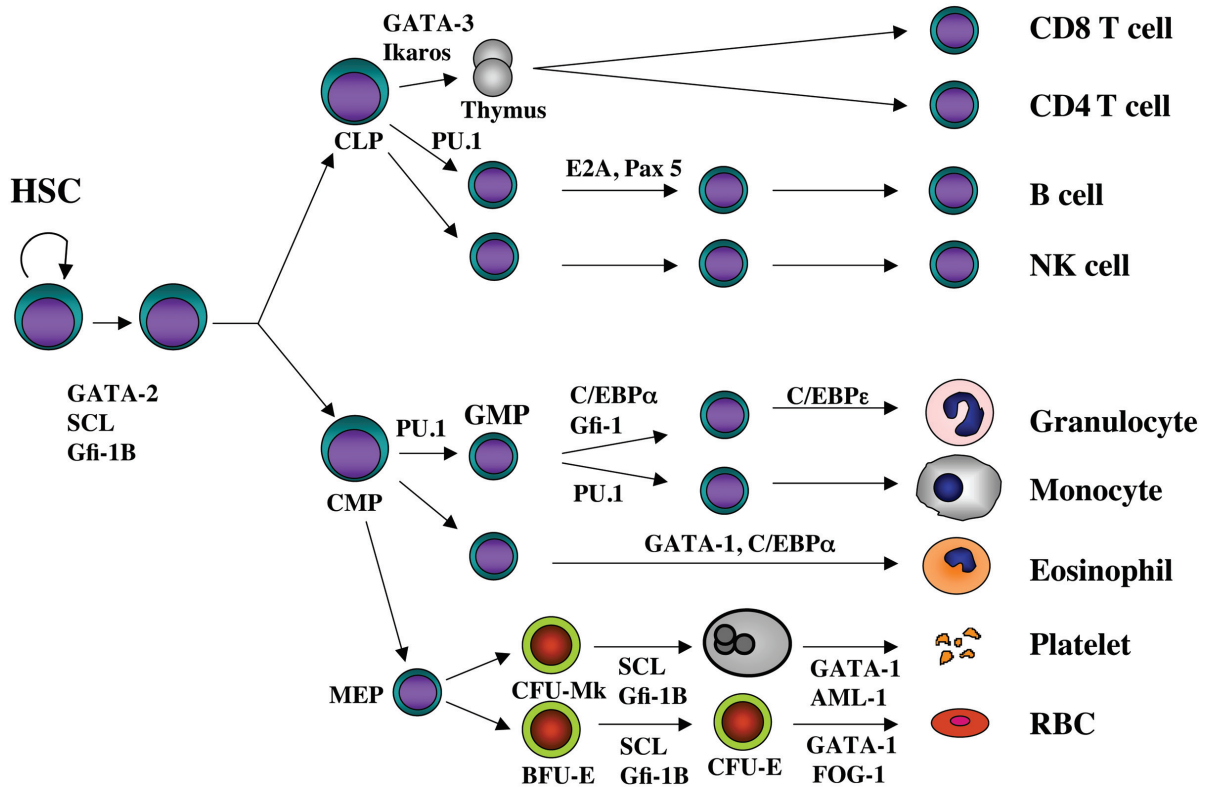 GATA-3
Ikaros
Thymus
CD8 T cell
CD4 T cell
CLP
PU.1
E2A, Pax 5
B cell
NK cell
HSC
GATA-2
SCL
Gfi-1B
CMP
PU.1
GMP
C/EBPα
Gfi-1
PU.1
C/EBPε
Granulocyte
Monocyte
GATA-1, C/EBPα
Eosinophil
MEP
CFU-Mk
SCL
Gfi-1B
GATA-1
AML-1
Platelet
BFU-E
SCL
Gfi-1B
CFU-E
GATA-1
FOG-1
RBC